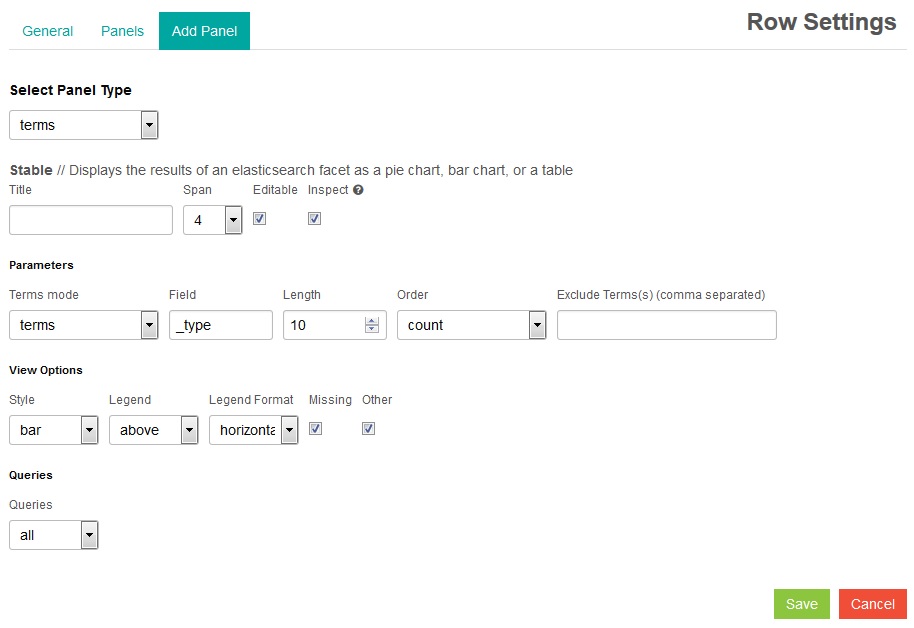 General Panels Add Panel Row Settings
Select Panel Type
terms
Stable // Displays the results of an elasticsearch facet as a pie chart, bar chart, or a table
Title Span Editable Inspect ?
4
Parameters
Terms mode Field Length Order Exclude Terms(s) (comma separated)
terms _type 10 count
View Options
Style Legend Legend Format Missing Other
bar above horizonta
Queries
Queries
all
Save Cancel